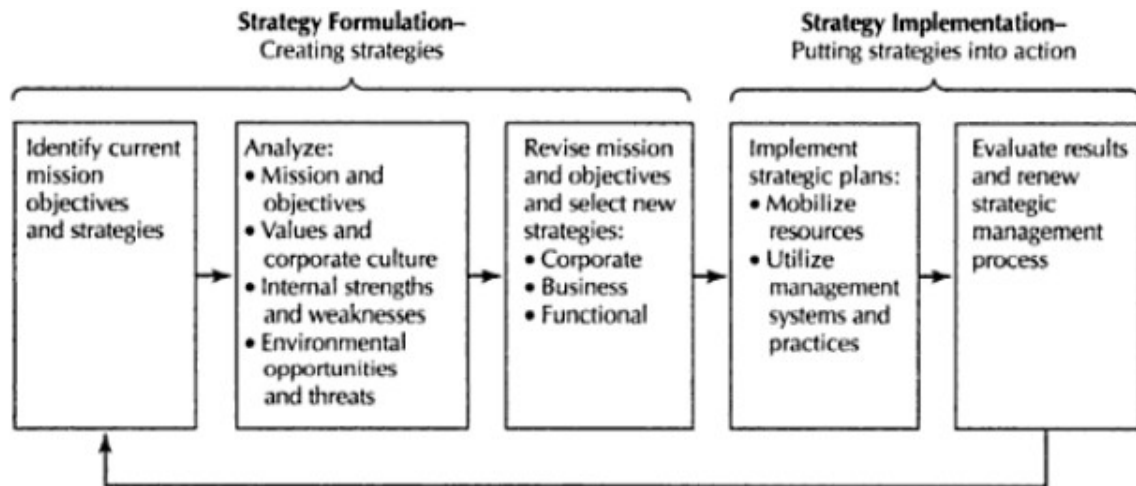 Strategy Formulation–
Creating strategies
Strategy Implementation–
Putting strategies into action
Identify current
mission
objectives
and strategies
Analyze:
• Mission and
objectives
• Values and
corporate culture
• Internal strengths
and weaknesses
• Environmental
opportunities
and threats
Revise mission
and objectives
and select new
strategies:
• Corporate
• Business
• Functional
Implement
strategic plans:
• Mobilize
resources
• Utilize
management
systems and
practices
Evaluate results
and renew
strategic
management
process